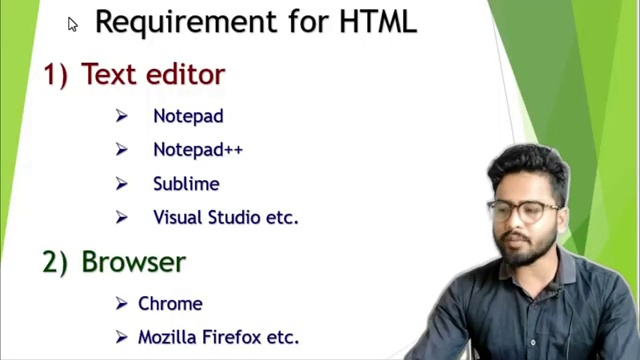 Requirement for HTML
1) Text editor
➢ Notepad
➢ Notepad++
➢ Sublime
➢ Visual Studio etc.
2) Browser
➢ Chrome
➢ Mozilla Firefox etc.